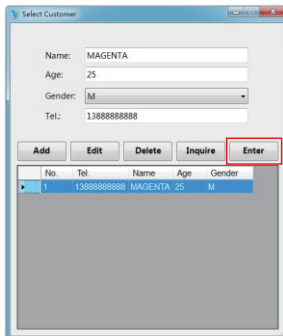 Select Customer
Name: MAGENTA
Age: 25
Gender: M
Tel.: 13888888888
Add Edit Delete Inquire Enter
No. Tel. Name Age Gender
1 13888888888 MAGENTA 25 M